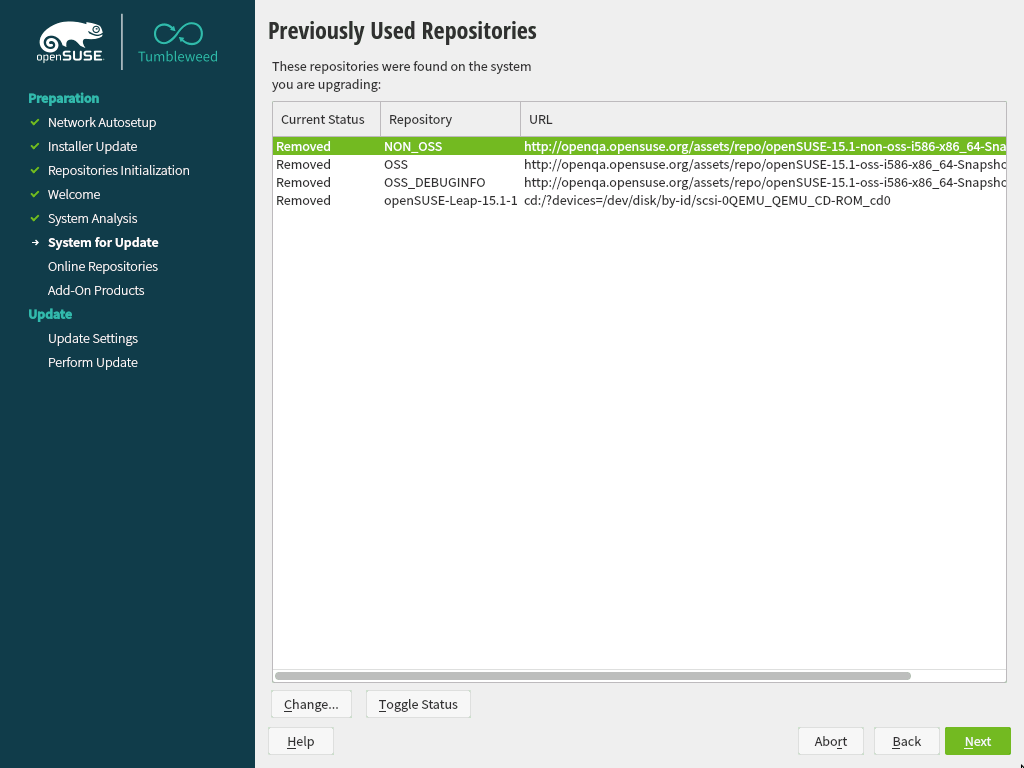 openSUSE
Tumbleweed
Preparation
Network Autosetup
Installer Update
Repositories Initialization
Welcome
System Analysis
System for Update
Online Repositories
Add-On Products
Update
Update Settings
Perform Update
Previously Used Repositories
These repositories were found on the system
you are upgrading:
Current Status Repository URL
Removed NON_OSS http://openqa.opensuse.org/assets/repo/openSUSE-15.1-non-oss-i586-x86_64-Sna
Removed OSS http://openqa.opensuse.org/assets/repo/openSUSE-15.1-oss-i586-x86_64-Snapsho
Removed OSS_DEBUGINFO http://openqa.opensuse.org/assets/repo/openSUSE-15.1-oss-i586-x86_64-Snapsho
Removed openSUSE-Leap-15.1-1 cd:/?devices=/dev/disk/by-id/scsi-0QEMU_QEMU_CD-ROM_cd0
Change... Toggle Status
Help Abort Back Next